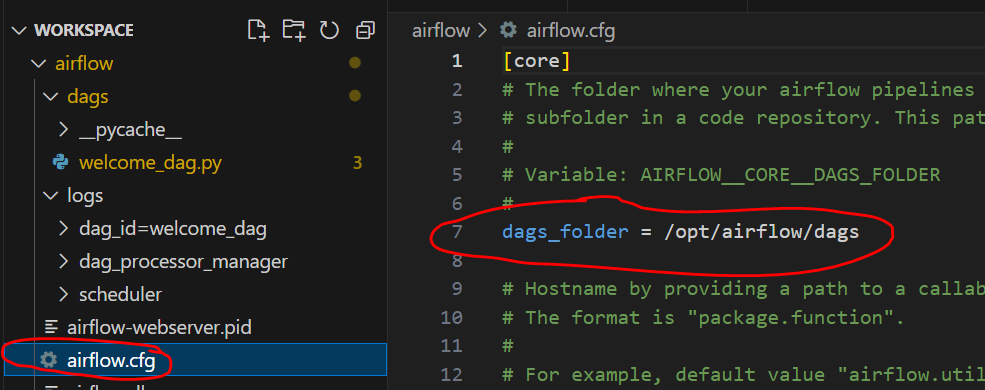 WORKSPACE
airflow
dags
__pycache__
welcome_dag.py 3
logs
dag_id=welcome_dag
dag_processor_manager
scheduler
airflow-webserver.pid
airflow.cfg
airflow > airflow.cfg
1 [core]
2 # The folder where your airflow pipelines
3 # subfolder in a code repository. This pat
4 #
5 # Variable: AIRFLOW__CORE__DAGS_FOLDER
6 #
7 dags_folder = /opt/airflow/dags
8
9 # Hostname by providing a path to a callab
10 # The format is "package.function".
11 #
12 # For example, default value "airflow.util